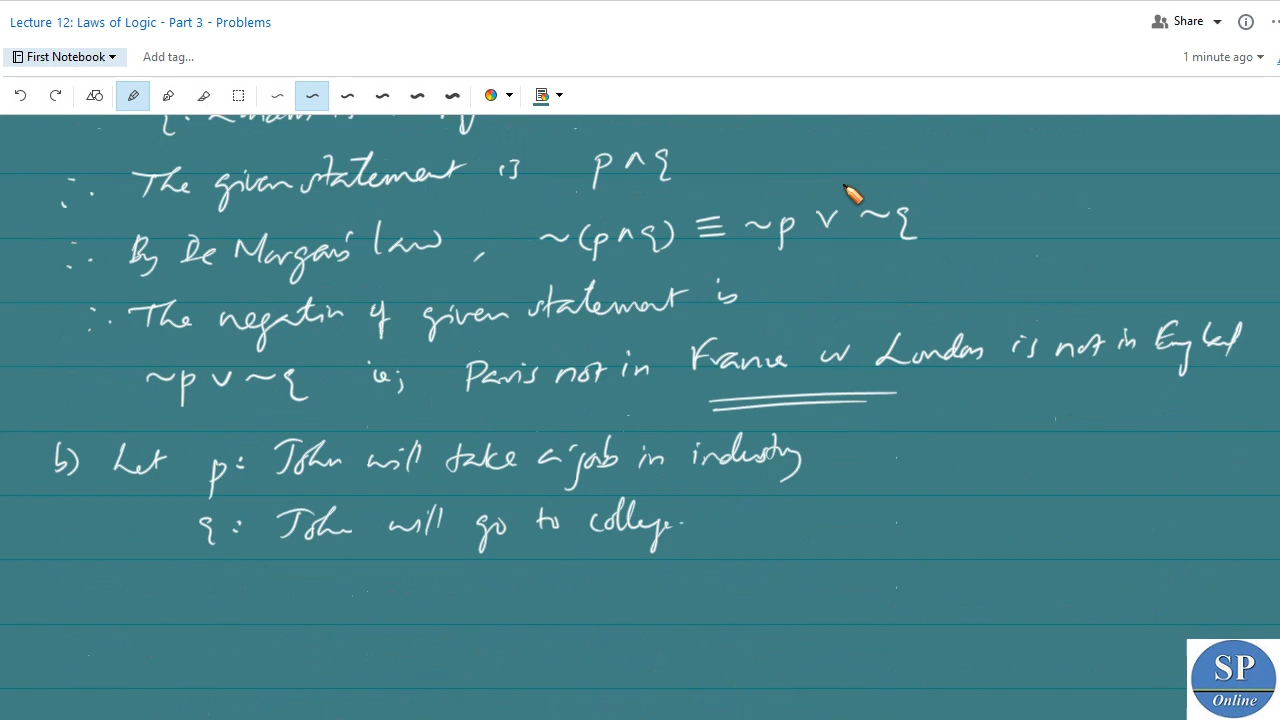 Lecture 12: Laws of Logic - Part 3 - Problems
Share
First Notebook Add tag...
1 minute ago
∴ The given statement is p ∧ q
∴ By De Morgan's law, ~(p ∧ q) ≡ ~p ∨ ~q
∴ The negatin of given statement is
~p ∨ ~q ie; Paris not in France or London is not in England
b) Let p: John will take a job in industry
q: John will go to college.
SP
Online